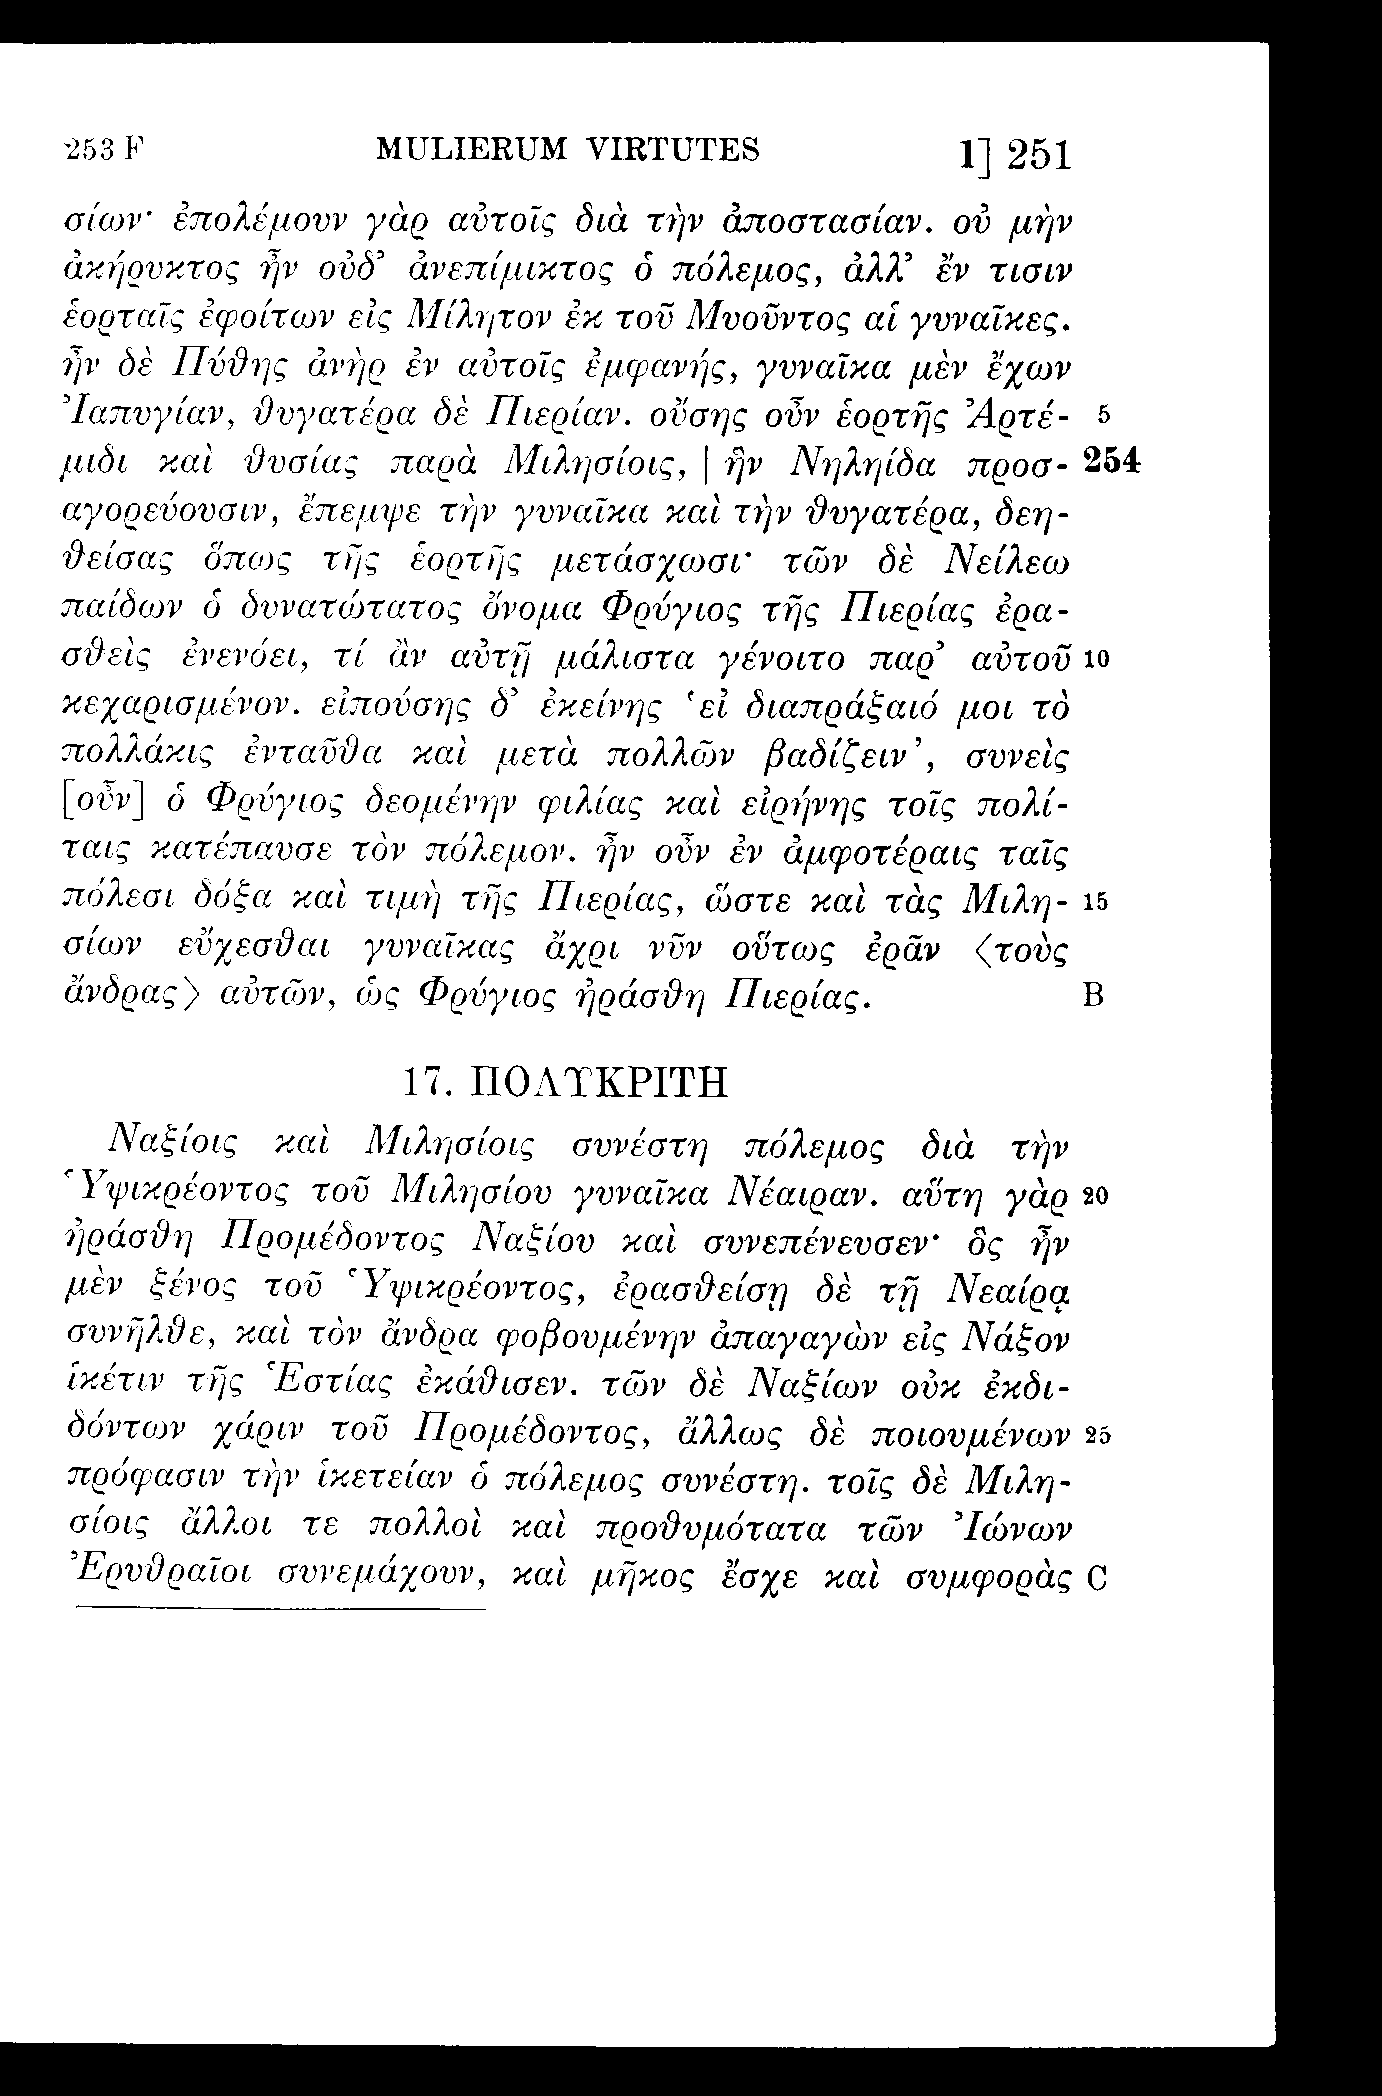 253 F MULIERUM VIRTUTES 1] 251
σίων· ἐπολέμουν γὰρ αὐτοῖς διὰ τὴν ἀποστασίαν. οὐ μὴν
ἀκήρυκτος ἦν οὐδ’ ἀνεπίμικτος ὁ πόλεμος, ἀλλ’ ἔν τισιν
ἑορταῖς ἐφοίτων εἰς Μίλητον ἐκ τοῦ Μυοῦντος αἱ γυναῖκες.
ἦν δὲ Πύθης ἀνὴρ ἐν αὐτοῖς ἐμφανής, γυναῖκα μὲν ἔχων
Ἰαπυγίαν, θυγατέρα δὲ Πιερίαν. οὔσης οὖν ἑορτῆς Ἀρτέ- 5
μιδι καὶ θυσίας παρὰ Μιλησίοις, | ἣν Νηληίδα προσ- 254
αγορεύουσιν, ἔπεμψε τὴν γυναῖκα καὶ τὴν θυγατέρα, δεη-
θείσας ὅπως τῆς ἑορτῆς μετάσχωσι· τῶν δὲ Νείλεω
παίδων ὁ δυνατώτατος ὄνομα Φρύγιος τῆς Πιερίας ἐρα-
σθεὶς ἐνενόει, τί ἂν αὐτῇ μάλιστα γένοιτο παρ’ αὐτοῦ 10
κεχαρισμένον. εἰπούσης δ’ ἐκείνης ‘εἰ διαπράξαιό μοι τὸ
πολλάκις ἐνταῦθα καὶ μετὰ πολλῶν βαδίζειν’, συνεὶς
[οὖν] ὁ Φρύγιος δεομένην φιλίας καὶ εἰρήνης τοῖς πολί-
ταις κατέπαυσε τὸν πόλεμον. ἦν οὖν ἐν ἀμφοτέραις ταῖς
πόλεσι δόξα καὶ τιμὴ τῆς Πιερίας, ὥστε καὶ τὰς Μιλη- 15
σίων εὔχεσθαι γυναῖκας ἄχρι νῦν οὕτως ἐρᾶν ⟨τοὺς
ἄνδρας⟩ αὐτῶν, ὡς Φρύγιος ἠράσθη Πιερίας. B
17. ΠΟΛΥΚΡΙΤΗ
Ναξίοις καὶ Μιλησίοις συνέστη πόλεμος διὰ τὴν
Ὑψικρέοντος τοῦ Μιλησίου γυναῖκα Νέαιραν. αὕτη γὰρ 20
ἠράσθη Προμέδοντος Ναξίου καὶ συνεπένευσεν· ὃς ἦν
μὲν ξένος τοῦ Ὑψικρέοντος, ἐρασθείσῃ δὲ τῇ Νεαίρᾳ
συνῆλθε, καὶ τὸν ἄνδρα φοβουμένην ἀπαγαγὼν εἰς Νάξον
ἱκέτιν τῆς Ἑστίας ἐκάθισεν. τῶν δὲ Ναξίων οὐκ ἐκδι-
δόντων χάριν τοῦ Προμέδοντος, ἄλλως δὲ ποιουμένων 25
πρόφασιν τὴν ἱκετείαν ὁ πόλεμος συνέστη. τοῖς δὲ Μιλη-
σίοις ἄλλοι τε πολλοὶ καὶ προθυμότατα τῶν Ἰώνων
Ἐρυθραῖοι συνεμάχουν, καὶ μῆκος ἔσχε καὶ συμφορὰς C